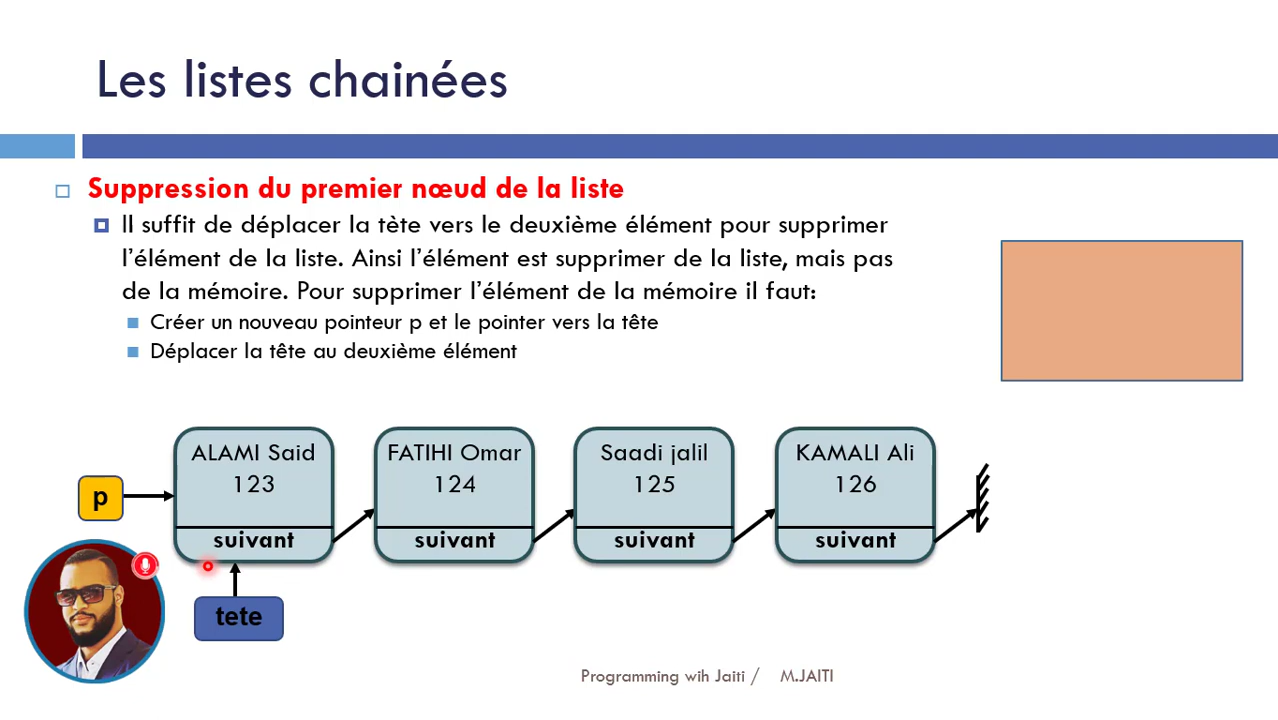 Les listes chainées
Suppression du premier nœud de la liste
Il suffit de déplacer la tète vers le deuxième élément pour supprimer
l'élément de la liste. Ainsi l'élément est supprimer de la liste, mais pas
de la mémoire. Pour supprimer l'élément de la mémoire il faut:
Créer un nouveau pointeur p et le pointer vers la tête
Déplacer la tête au deuxième élément
ALAMI Said
123
suivant
FATIHI Omar
124
suivant
Saadi jalil
125
suivant
KAMALI Ali
126
suivant
p
tete
Programming wih Jaiti / M.JAITI